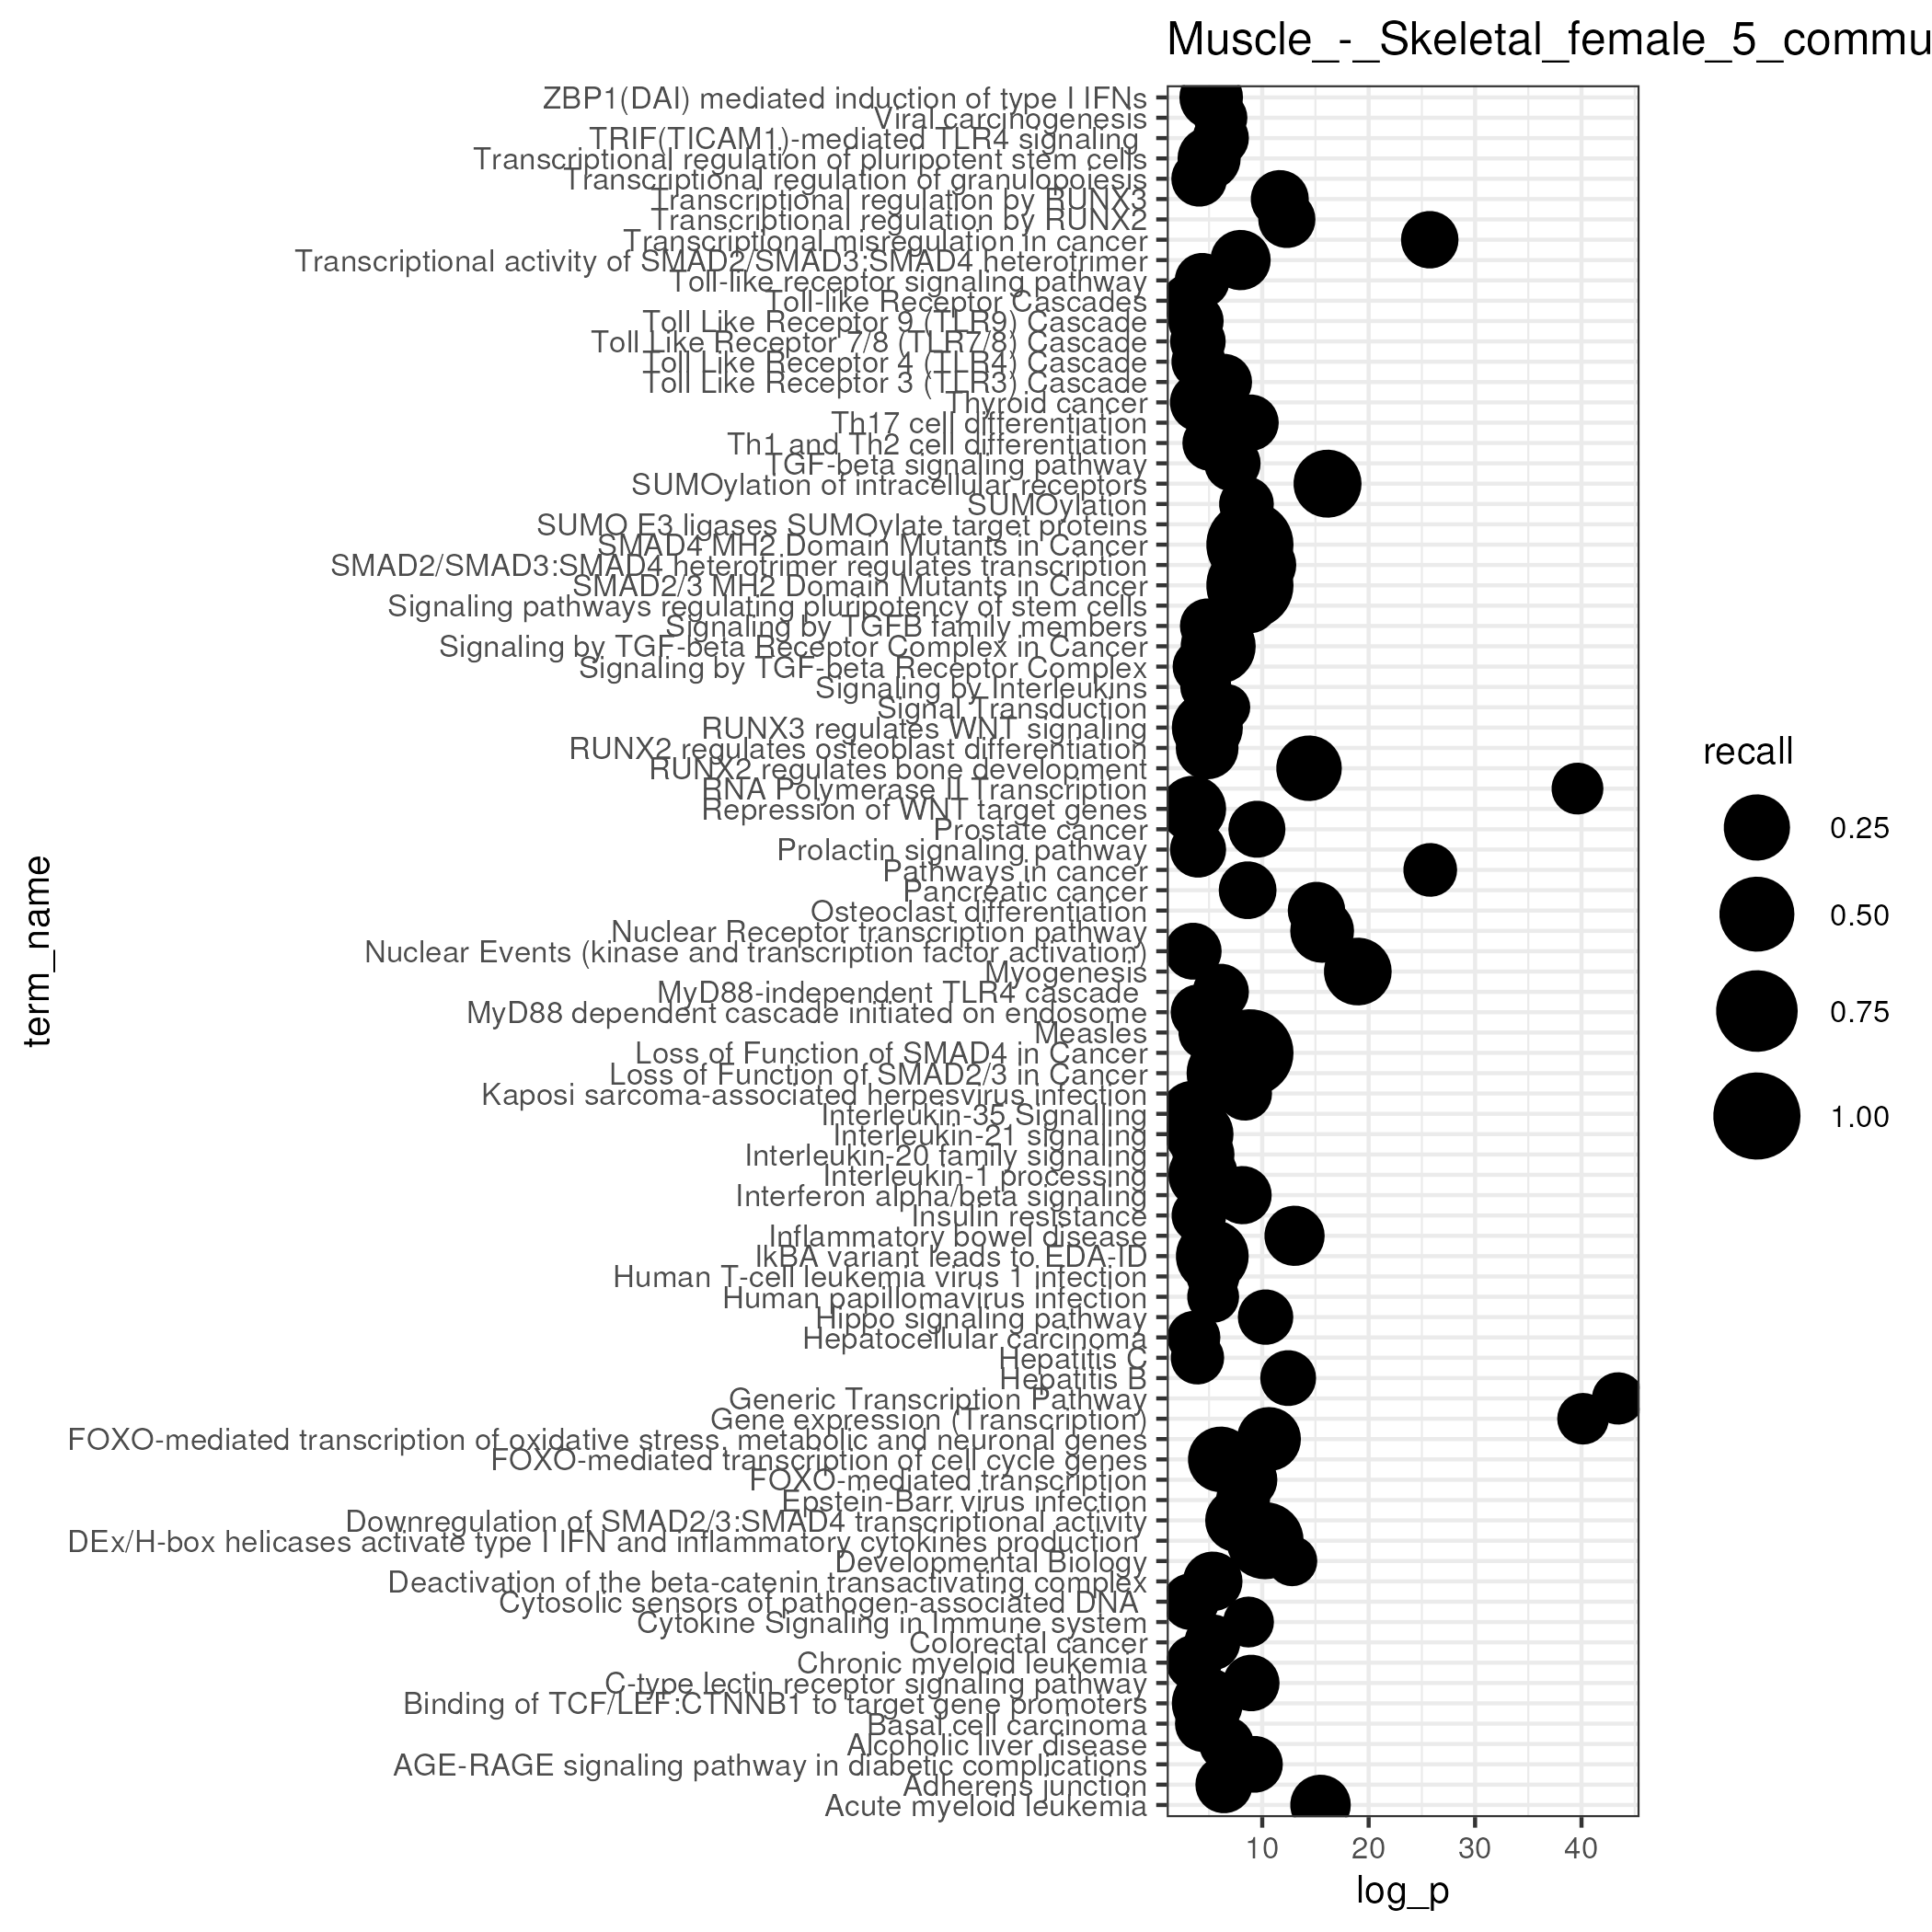 Muscle_-_Skeletal_female_5_commu
ZBP1(DAI) mediated induction of type I IFNs
Viral carcinogenesis
TRIF(TICAM1)-mediated TLR4 signaling
Transcriptional regulation of pluripotent stem cells
Transcriptional regulation of granulopoiesis
Transcriptional regulation by RUNX3
Transcriptional regulation by RUNX2
Transcriptional misregulation in cancer
Transcriptional activity of SMAD2/SMAD3:SMAD4 heterotrimer
Toll-like receptor signaling pathway
Toll-like Receptor Cascades
Toll Like Receptor 9 (TLR9) Cascade
Toll Like Receptor 7/8 (TLR7/8) Cascade
Toll Like Receptor 4 (TLR4) Cascade
Toll Like Receptor 3 (TLR3) Cascade
Thyroid cancer
Th17 cell differentiation
Th1 and Th2 cell differentiation
TGF-beta signaling pathway
SUMOylation of intracellular receptors
SUMOylation
SUMO E3 ligases SUMOylate target proteins
SMAD4 MH2 Domain Mutants in Cancer
SMAD2/SMAD3:SMAD4 heterotrimer regulates transcription
SMAD2/3 MH2 Domain Mutants in Cancer
Signaling pathways regulating pluripotency of stem cells
Signaling by TGFB family members
Signaling by TGF-beta Receptor Complex in Cancer
Signaling by TGF-beta Receptor Complex
Signaling by Interleukins
Signal Transduction
RUNX3 regulates WNT signaling
RUNX2 regulates osteoblast differentiation
RUNX2 regulates bone development
RNA Polymerase II Transcription
Repression of WNT target genes
Prostate cancer
Prolactin signaling pathway
Pathways in cancer
Pancreatic cancer
Osteoclast differentiation
Nuclear Receptor transcription pathway
Nuclear Events (kinase and transcription factor activation)
Myogenesis
MyD88-independent TLR4 cascade
MyD88 dependent cascade initiated on endosome
Measles
Loss of Function of SMAD4 in Cancer
Loss of Function of SMAD2/3 in Cancer
Kaposi sarcoma-associated herpesvirus infection
Interleukin-35 Signalling
Interleukin-21 signaling
Interleukin-20 family signaling
Interleukin-1 processing
Interferon alpha/beta signaling
Insulin resistance
Inflammatory bowel disease
IkBA variant leads to EDA-ID
Human T-cell leukemia virus 1 infection
Human papillomavirus infection
Hippo signaling pathway
Hepatocellular carcinoma
Hepatitis C
Hepatitis B
Generic Transcription Pathway
Gene expression (Transcription)
FOXO-mediated transcription of oxidative stress, metabolic and neuronal genes
FOXO-mediated transcription of cell cycle genes
FOXO-mediated transcription
Epstein-Barr virus infection
Downregulation of SMAD2/3:SMAD4 transcriptional activity
DEx/H-box helicases activate type I IFN and inflammatory cytokines production
Developmental Biology
Deactivation of the beta-catenin transactivating complex
Cytosolic sensors of pathogen-associated DNA
Cytokine Signaling in Immune system
Colorectal cancer
Chronic myeloid leukemia
C-type lectin receptor signaling pathway
Binding of TCF/LEF:CTNNB1 to target gene promoters
Basal cell carcinoma
Alcoholic liver disease
AGE-RAGE signaling pathway in diabetic complications
Adherens junction
Acute myeloid leukemia
term_name
10 20 30 40
log_p
recall
0.25
0.50
0.75
1.00